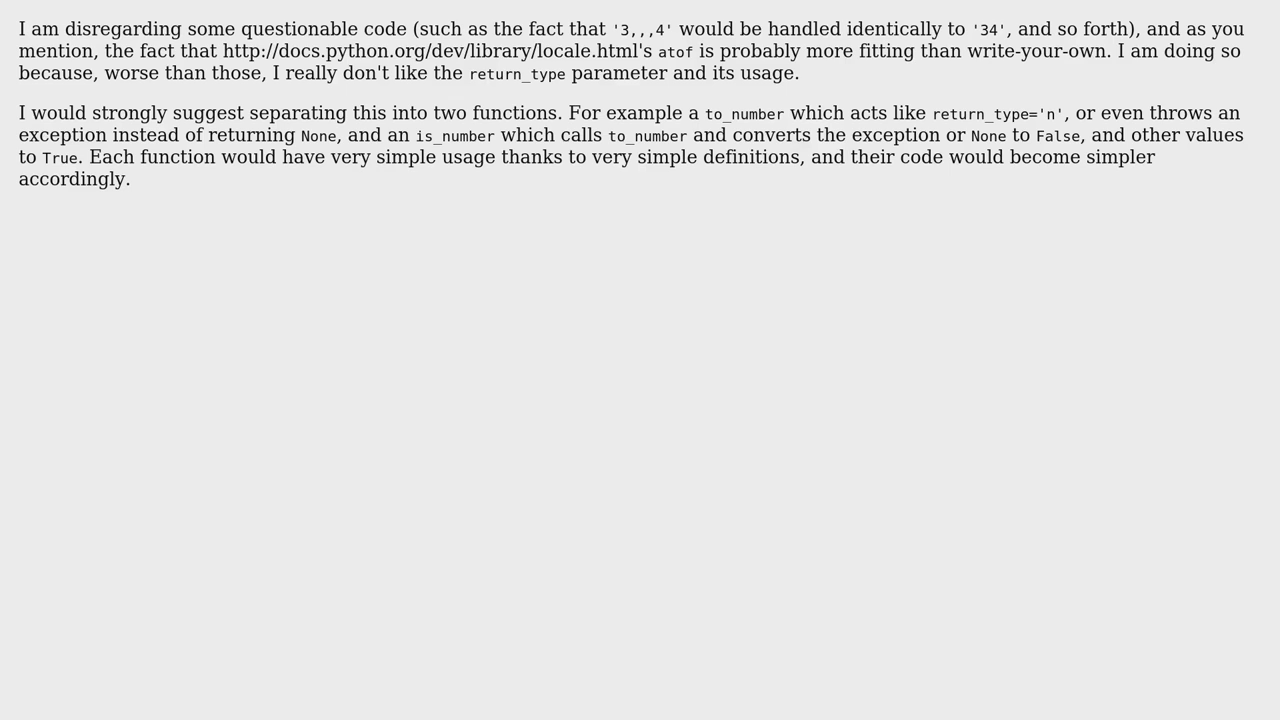 I am disregarding some questionable code (such as the fact that '3,,,4' would be handled identically to '34', and so forth), and as you
mention, the fact that http://docs.python.org/dev/library/locale.html's atof is probably more fitting than write-your-own. I am doing so
because, worse than those, I really don't like the return_type parameter and its usage.
I would strongly suggest separating this into two functions. For example a to_number which acts like return_type='n', or even throws an
exception instead of returning None, and an is_number which calls to_number and converts the exception or None to False, and other values
to True. Each function would have very simple usage thanks to very simple definitions, and their code would become simpler
accordingly.